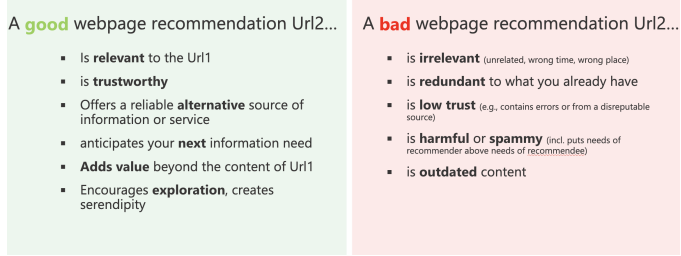 A good webpage recommendation Url2...
▪ Is relevant to the Url1
▪ is trustworthy
▪ Offers a reliable alternative source of
information or service
▪ anticipates your next information need
▪ Adds value beyond the content of Url1
▪ Encourages exploration, creates
serendipity
A bad webpage recommendation Url2...
▪ is irrelevant (unrelated, wrong time, wrong place)
▪ is redundant to what you already have
▪ is low trust (e.g., contains errors or from a disreputable
source)
▪ is harmful or spammy (incl. puts needs of
recommender above needs of recommendee)
▪ is outdated content